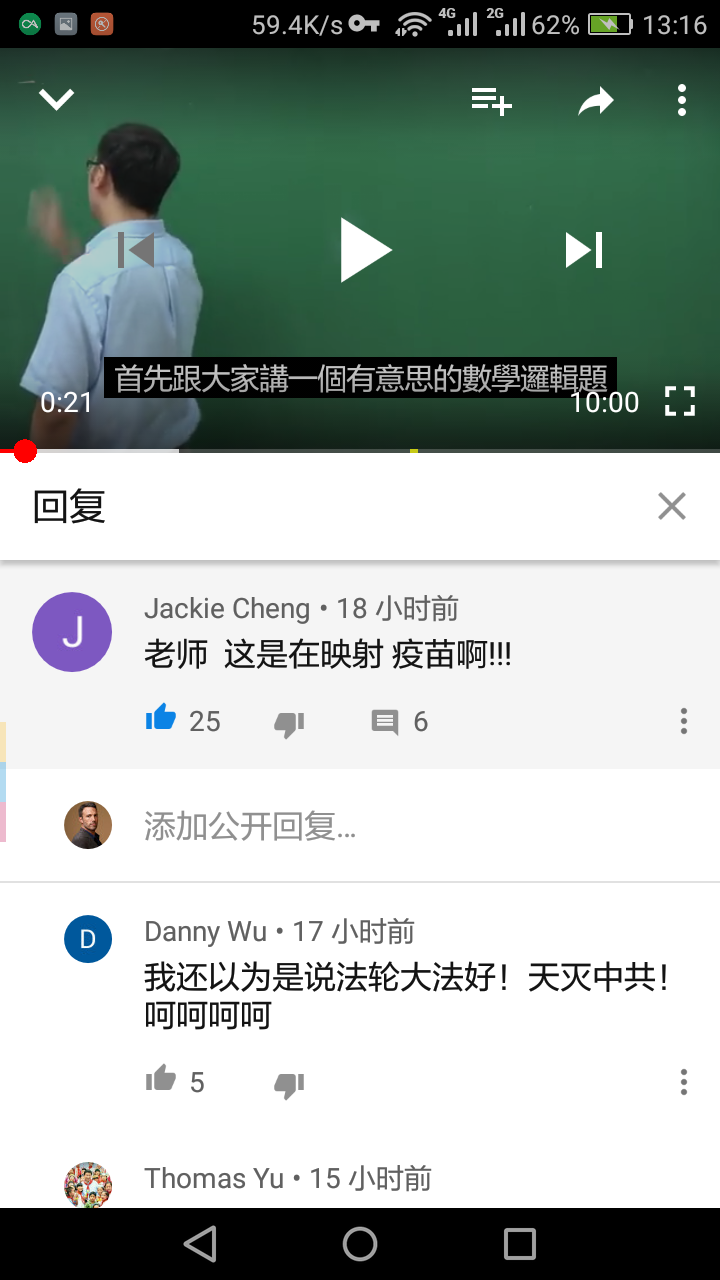 59.4K/s 4G 2G 62% 13:16
首先跟大家講一個有意思的數學邏輯題
0:21 10:00
回复
J
Jackie Cheng • 18 小时前
老师 这是在映射 疫苗啊!!!
25 6
添加公开回复...
D
Danny Wu • 17 小时前
我还以为是说法轮大法好！天灭中共！
呵呵呵呵
5
Thomas Yu • 15 小时前